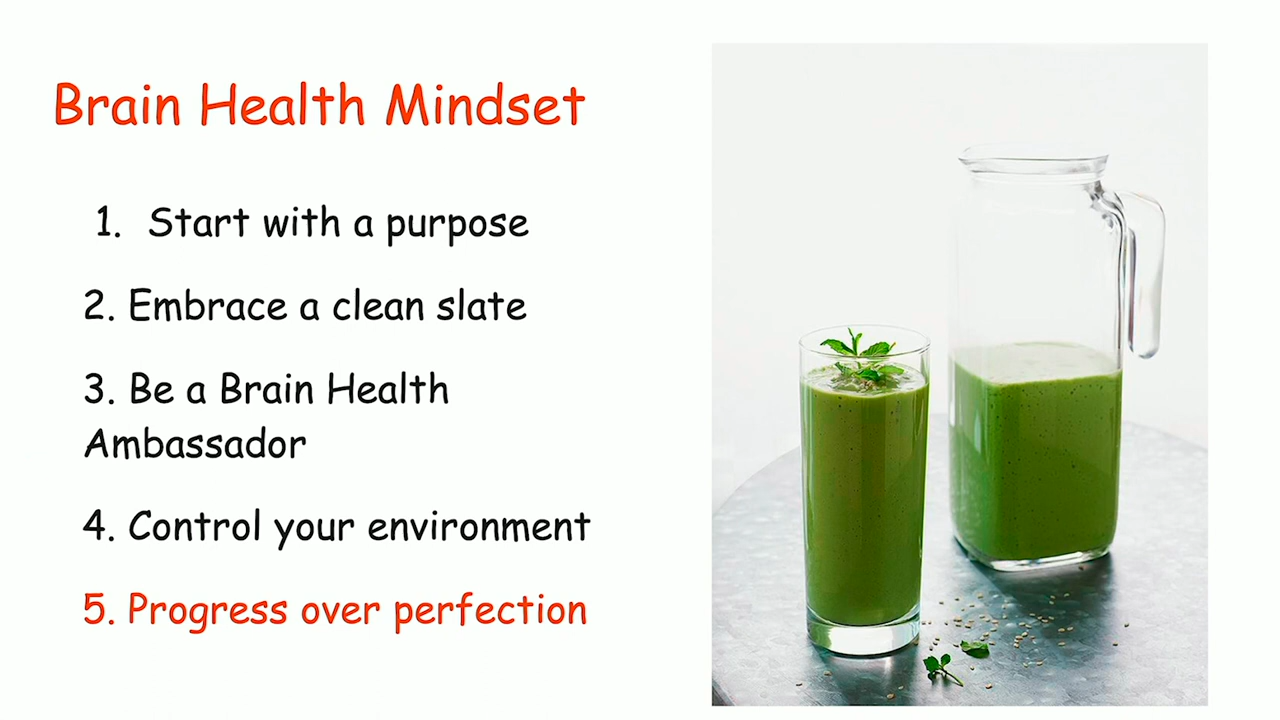 Brain Health Mindset
1. Start with a purpose
2. Embrace a clean slate
3. Be a Brain Health
Ambassador
4. Control your environment
5. Progress over perfection